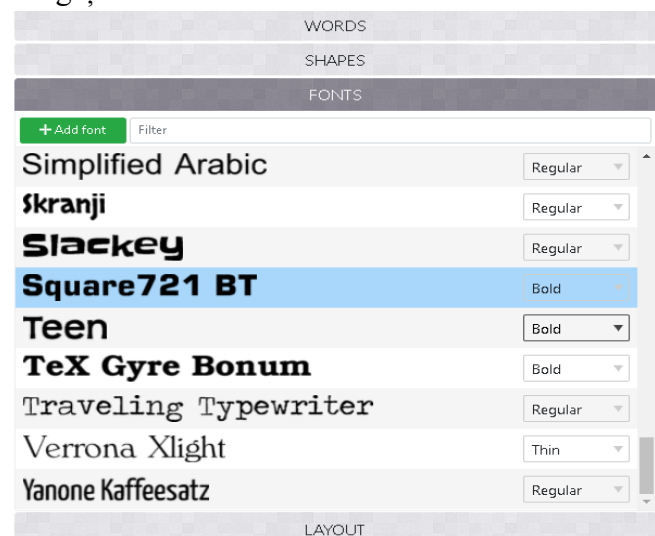 WORDS
SHAPES
FONTS
+ Add font Filter
Simplified Arabic Regular
Skranji Regular
Slackey Regular
Square721 BT Bold
Teen Bold
TeX Gyre Bonum Bold
Traveling Typewriter Regular
Verrona Xlight Thin
Yanone Kaffeesatz Regular
LAYOUT